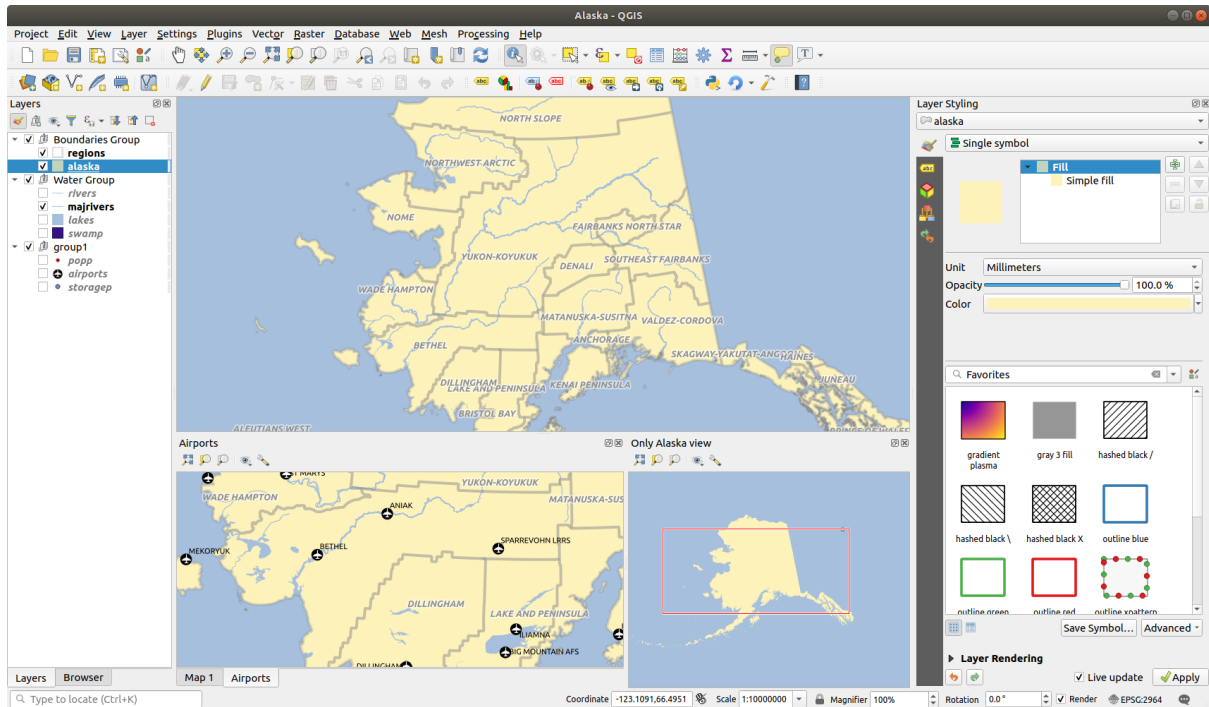 Alaska - QGIS
Project Edit View Layer Settings Plugins Vector Raster Database Web Mesh Processing Help
Layers
Boundaries Group
regions
alaska
Water Group
rivers
majrivers
lakes
swamp
group1
popp
airports
storagep
Layers Browser
NORTH SLOPE
NORTHWEST ARCTIC
NOME
FAIRBANKS NORTH STAR
YUKON-KOYUKUK
DENALI
SOUTHEAST FAIRBANKS
WADE HAMPTON
MATANUSKA-SUSITNA
VALDEZ-CORDOVA
BETHEL
ANCHORAGE
HAINES
JUNEAU
DILLINGHAM
LAKE AND PENINSULA
KENAI PENINSULA
BRISTOL BAY
ALEUTIANS WEST
Airports
YUKON-KOYUKUK
WADE HAMPTON
MATANUSKA-SUS
ANIAK
SPARREVOHN LRRS
BETHEL
MEKORYUK
DILLINGHAM
LAKE AND PENINSULA
ILIAMNA
BIG MOUNTAIN AFS
Map 1 Airports
Only Alaska view
Layer Styling
alaska
Single symbol
Fill
Simple fill
Unit Millimeters
Opacity 100.0 %
Color
Favorites
gradient plasma
gray 3 fill
hashed black /
hashed black \
hashed black X
outline blue
outline green
outline red
outline xpattern
Save Symbol... Advanced
Layer Rendering
Live update Apply
Type to locate (Ctrl+K)
Coordinate -123.1091,66.4951 Scale 1:10000000 Magnifier 100% Rotation 0.0 ° Render EPSG:2964